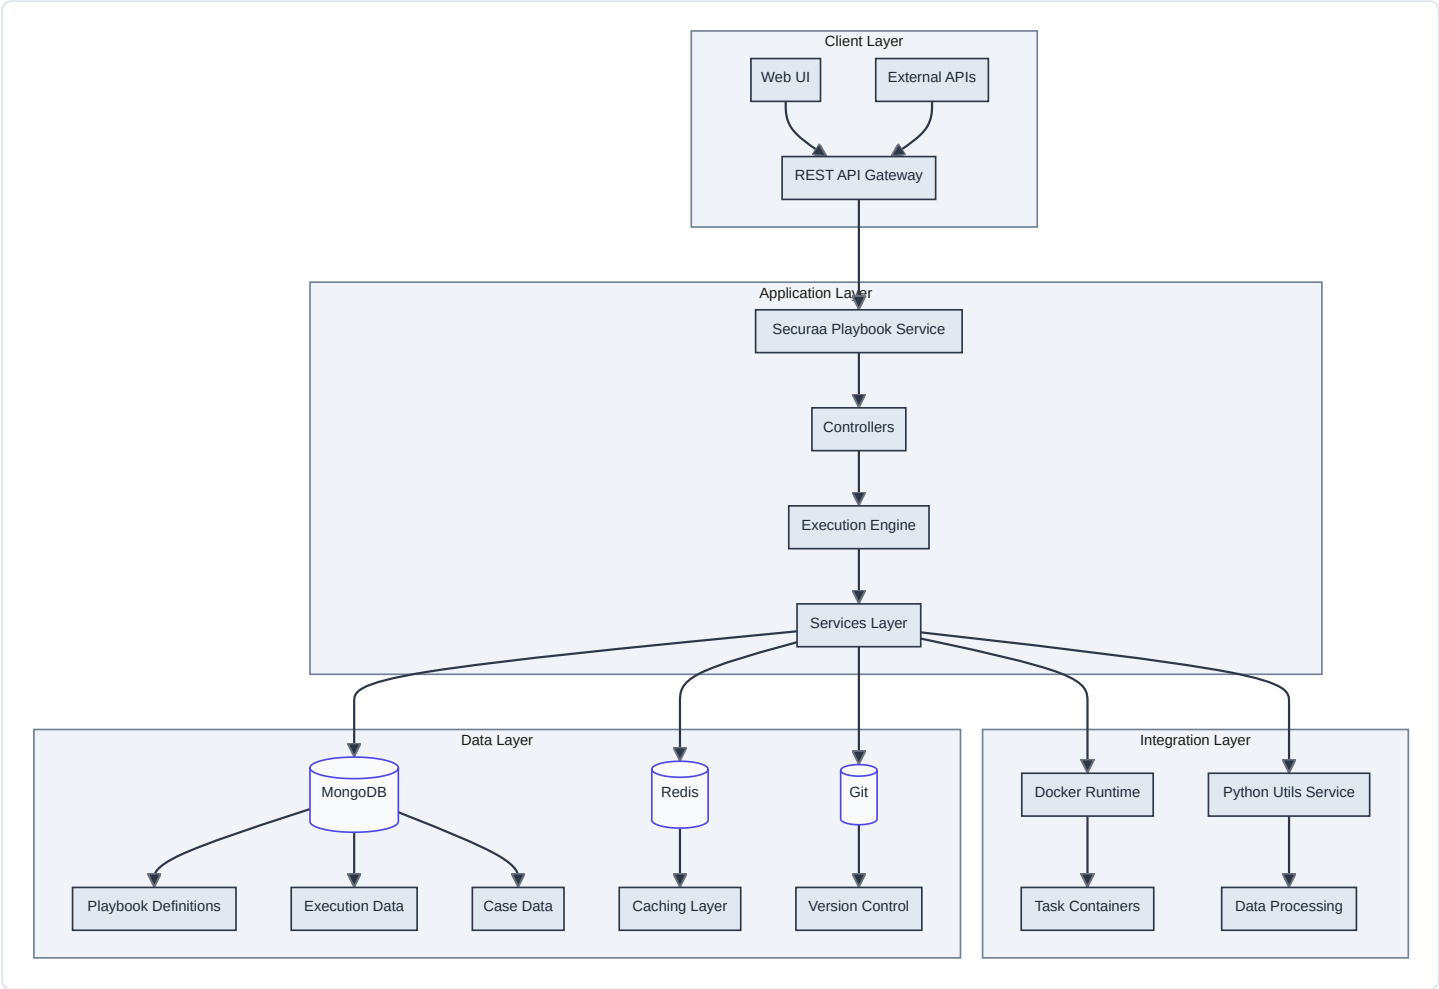 Client Layer
Web UI
External APIs
REST API Gateway
Application Layer
Securaa Playbook Service
Controllers
Execution Engine
Services Layer
Data Layer
Integration Layer
MongoDB
Redis
Git
Docker Runtime
Python Utils Service
Playbook Definitions
Execution Data
Case Data
Caching Layer
Version Control
Task Containers
Data Processing